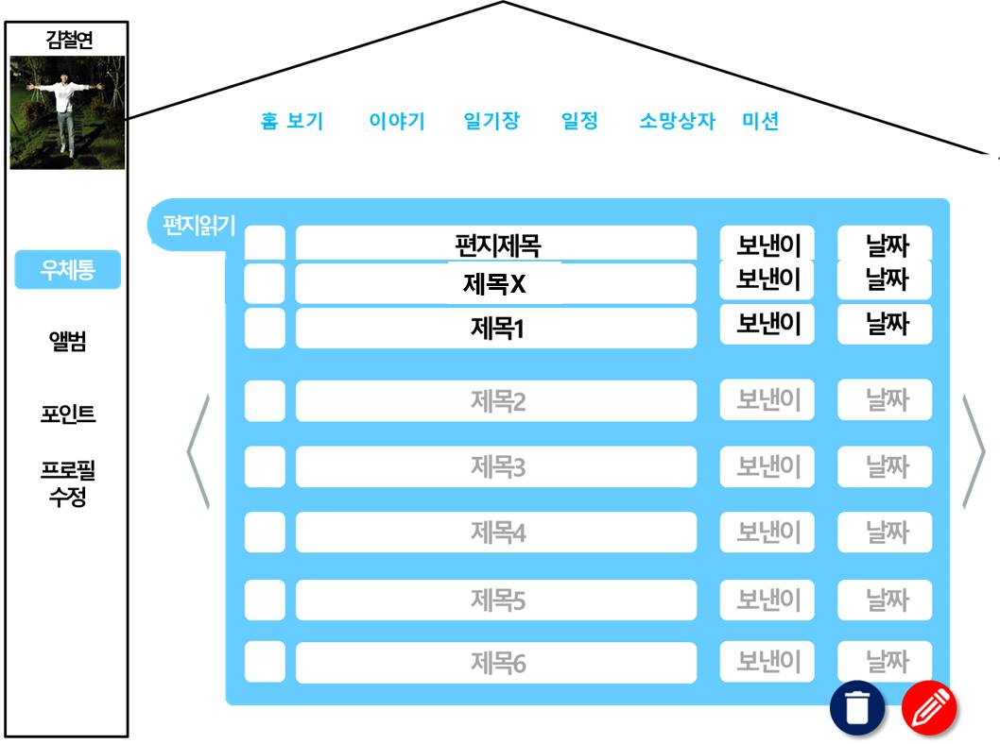 김철연
홈 보기 이야기 일기장 일정 소망상자 미션
우체통
앨범
포인트
프로필
수정
편지읽기
편지제목 보낸이 날짜
제목X 보낸이 날짜
제목1 보낸이 날짜
제목2 보낸이 날짜
제목3 보낸이 날짜
제목4 보낸이 날짜
제목5 보낸이 날짜
제목6 보낸이 날짜